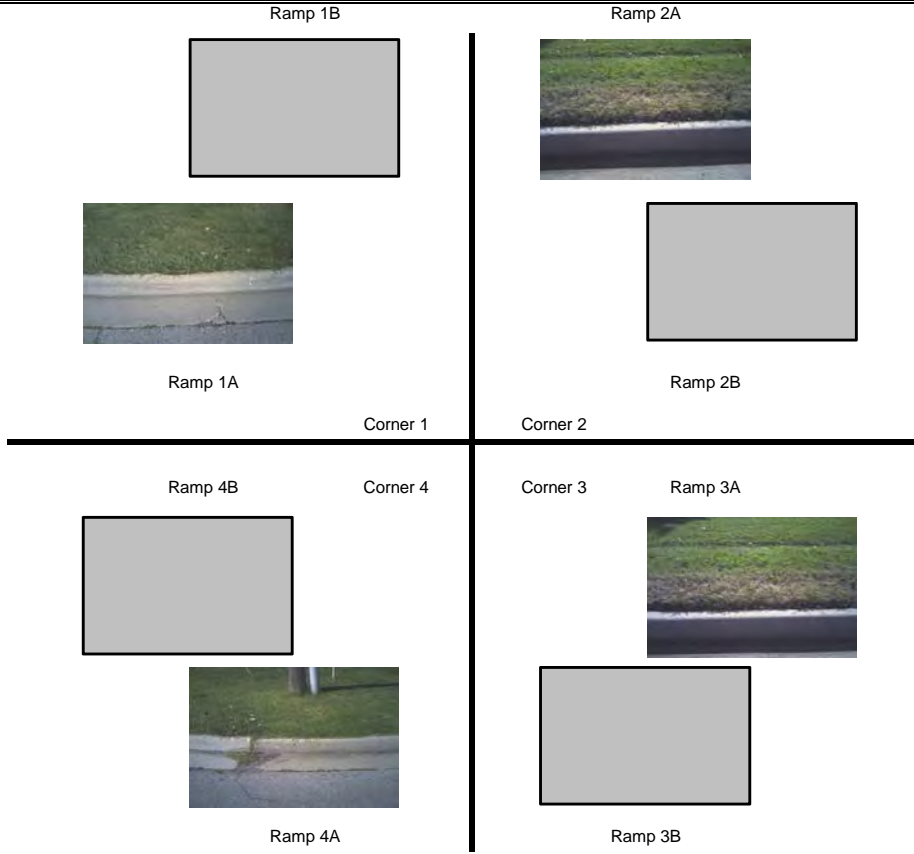 Ramp 1B Ramp 2A
Ramp 1A Ramp 2B
Corner 1 Corner 2
Ramp 4B Corner 4 Corner 3 Ramp 3A
Ramp 4A Ramp 3B